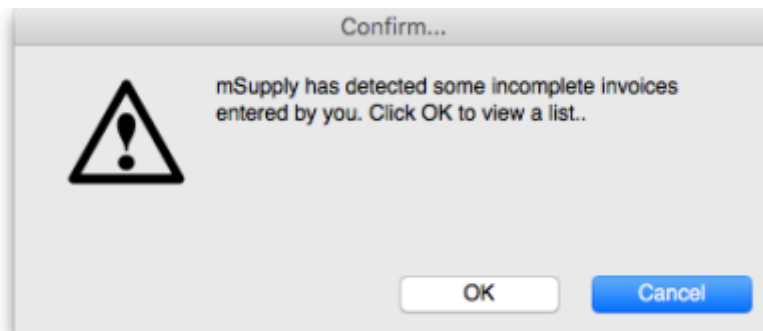 Confirm...
mSupply has detected some incomplete invoices
entered by you. Click OK to view a list..
OK
Cancel